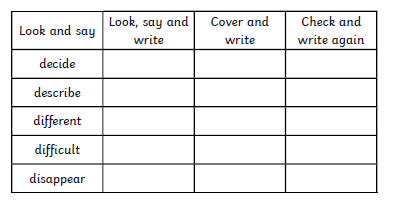 Look and say
Look, say and
write
Cover and
write
Check and
write again
decide
describe
different
difficult
disappear